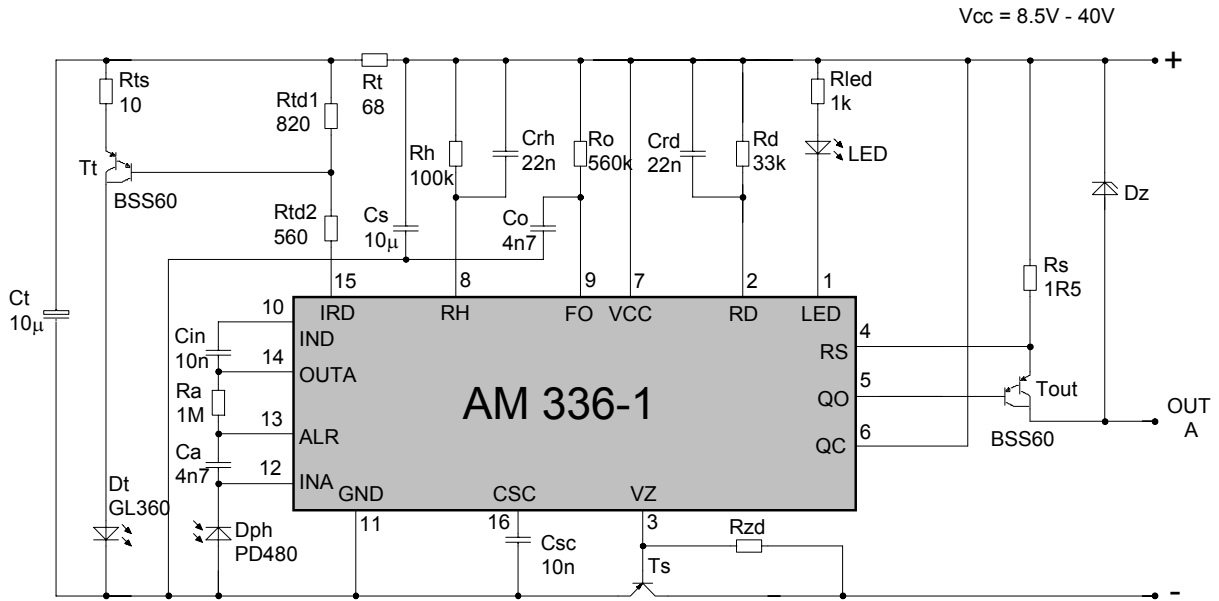 Vcc = 8.5V - 40V
+
Rts
10
Rtd1
820
Rt
68
Rh
100k
Crh
22n
Ro
560k
Crd
22n
Rd
33k
Rled
1k
LED
Tt
BSS60
Rtd2
560
Cs
10µ
Co
4n7
Dz
Rs
1R5
Ct
10µ
15
8
9
7
2
1
IRD
RH
FO
VCC
RD
LED
10
IND
Cin
10n
14
OUTA
Ra
1M
13
ALR
Ca
4n7
12
INA
AM 336-1
4
RS
5
QO
6
QC
Tout
BSS60
OUT
A
Dt
GL360
Dph
PD480
GND
11
CSC
16
Csc
10n
VZ
3
Rzd
Ts
-